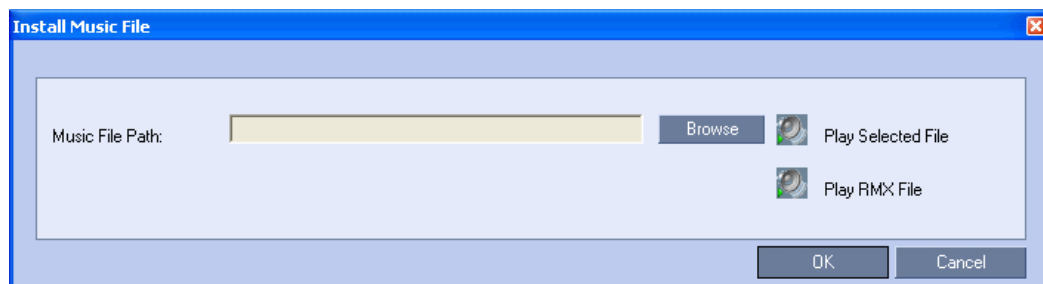 Install Music File
Music File Path:
Browse
Play Selected File
Play RMX File
OK
Cancel